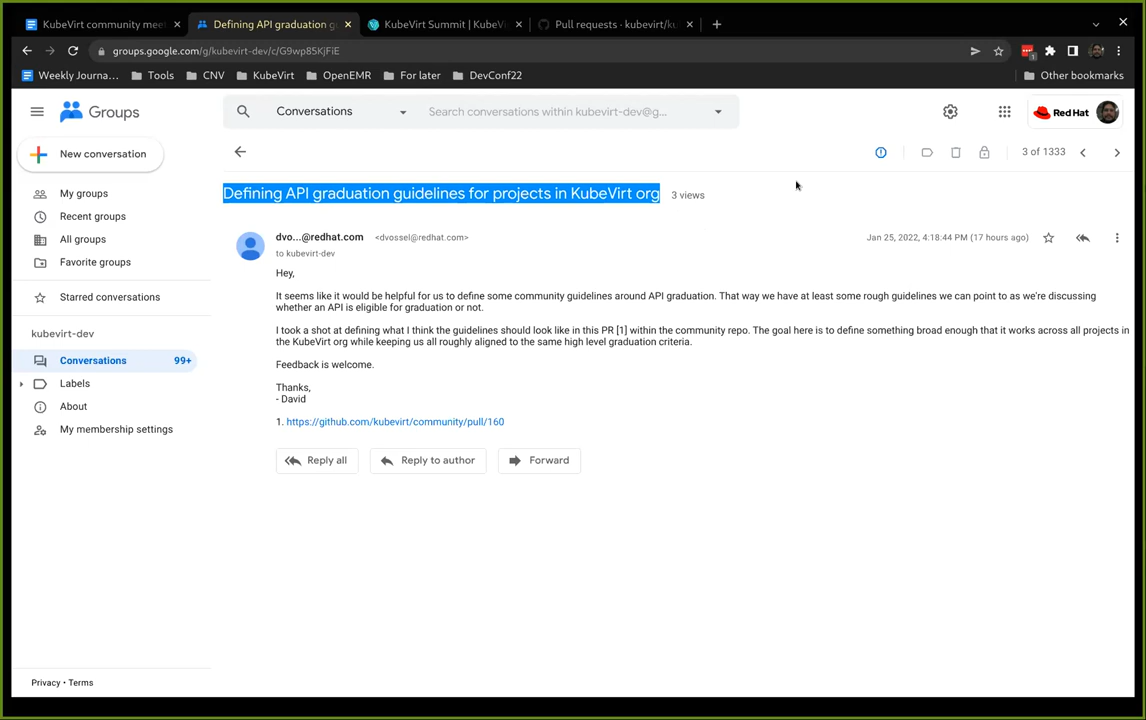 KubeVirt community mee
Defining API graduation g
KubeVirt Summit | KubeV
Pull requests · kubevirt/ku
groups.google.com/g/kubevirt-dev/c/G9wp85KjFiE
1
Weekly Journa...
Tools
CNV
KubeVirt
OpenEMR
For later
DevConf22
Other bookmarks
Groups
Conversations
Search conversations within kubevirt-dev@g...
Red Hat
New conversation
3 of 1333
My groups
Recent groups
All groups
Favorite groups
Starred conversations
kubevirt-dev
Conversations 99+
Labels
About
My membership settings
Privacy • Terms
Defining API graduation guidelines for projects in KubeVirt org 3 views
dvo...@redhat.com <dvossel@redhat.com> Jan 25, 2022, 4:18:44 PM (17 hours ago)
to kubevirt-dev
Hey,
It seems like it would be helpful for us to define some community guidelines around API graduation. That way we have at least some rough guidelines we can point to as we're discussing
whether an API is eligible for graduation or not.
I took a shot at defining what I think the guidelines should look like in this PR [1] within the community repo. The goal here is to define something broad enough that it works across all projects in
the KubeVirt org while keeping us all roughly aligned to the same high level graduation criteria.
Feedback is welcome.
Thanks,
- David
1. https://github.com/kubevirt/community/pull/160
Reply all
Reply to author
Forward